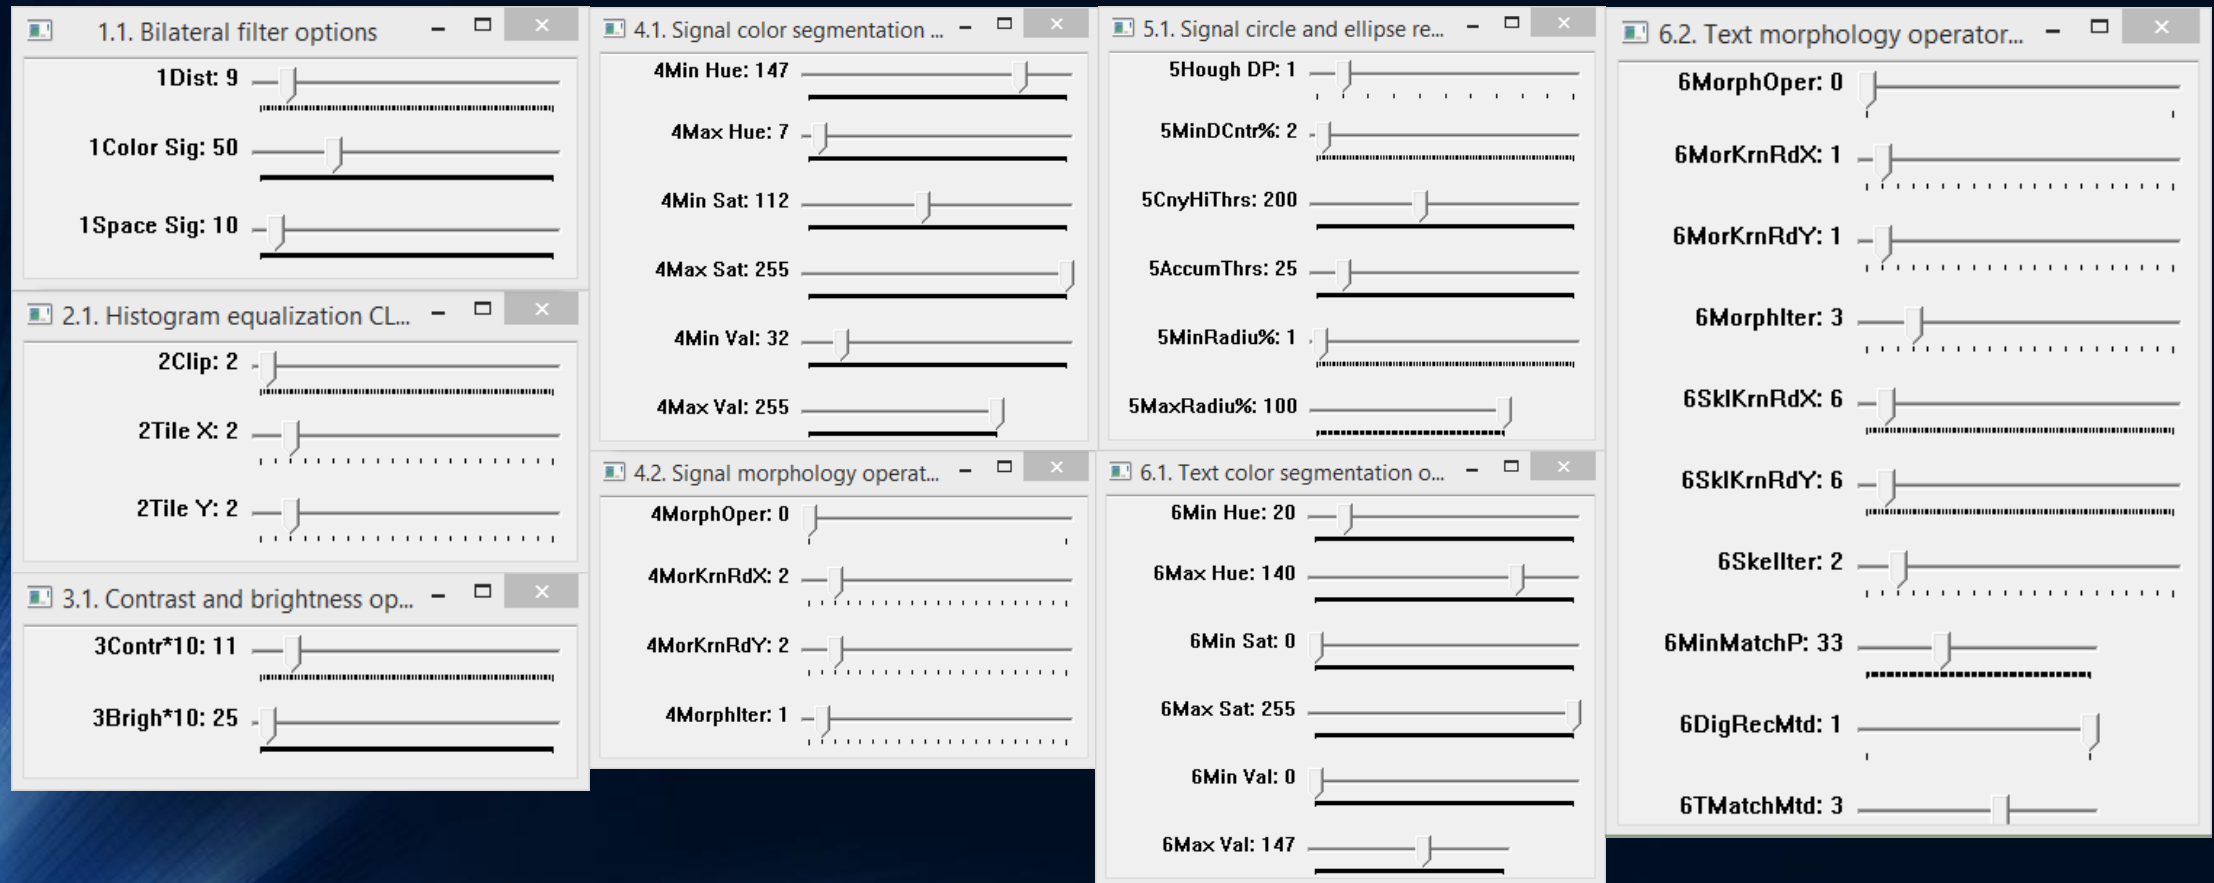 1.1. Bilateral filter options
1Dist: 9
1Color Sig: 50
1Space Sig: 10
2.1. Histogram equalization CL...
2Clip: 2
2Tile X: 2
2Tile Y: 2
3.1. Contrast and brightness op...
3Contr*10: 11
3Brigh*10: 25
4.1. Signal color segmentation ...
4Min Hue: 147
4Max Hue: 7
4Min Sat: 112
4Max Sat: 255
4Min Val: 32
4Max Val: 255
4.2. Signal morphology operat...
4MorphOper: 0
4MorKrnRdX: 2
4MorKrnRdY: 2
4MorphIter: 1
5.1. Signal circle and ellipse re...
5Hough DP: 1
5MinDCntr%: 2
5CnyHiThrs: 200
5AccumThrs: 25
5MinRadiu%: 1
5MaxRadiu%: 100
6.1. Text color segmentation o...
6Min Hue: 20
6Max Hue: 140
6Min Sat: 0
6Max Sat: 255
6Min Val: 0
6Max Val: 147
6.2. Text morphology operator...
6MorphOper: 0
6MorKrnRdX: 1
6MorKrnRdY: 1
6MorphIter: 3
6SklKrnRdX: 6
6SklKrnRdY: 6
6SkelIter: 2
6MinMatchP: 33
6DigRecMtd: 1
6TMatchMtd: 3